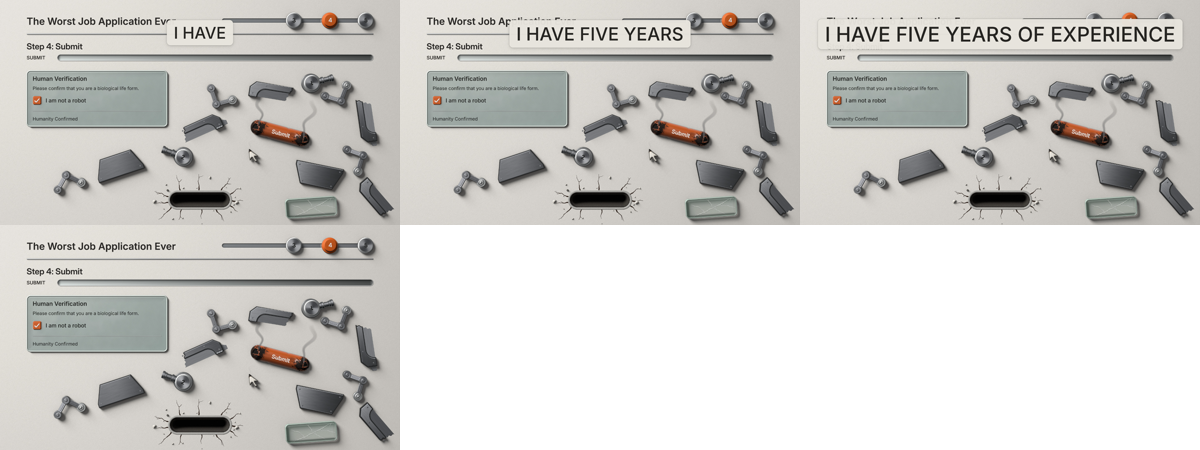 The Worst Job Application Ever
I HAVE
4
Step 4: Submit
SUBMIT
Human Verification
Please confirm that you are a biological life form.
I am not a robot
Humanity Confirmed
Submit
The Worst Job Application Ever
I HAVE FIVE YEARS
4
Step 4: Submit
SUBMIT
Human Verification
Please confirm that you are a biological life form.
I am not a robot
Humanity Confirmed
Submit
I HAVE FIVE YEARS OF EXPERIENCE
SUBMIT
Human Verification
Please confirm that you are a biological life form.
I am not a robot
Humanity Confirmed
Submit
The Worst Job Application Ever
4
Step 4: Submit
SUBMIT
Human Verification
Please confirm that you are a biological life form.
I am not a robot
Humanity Confirmed
Submit